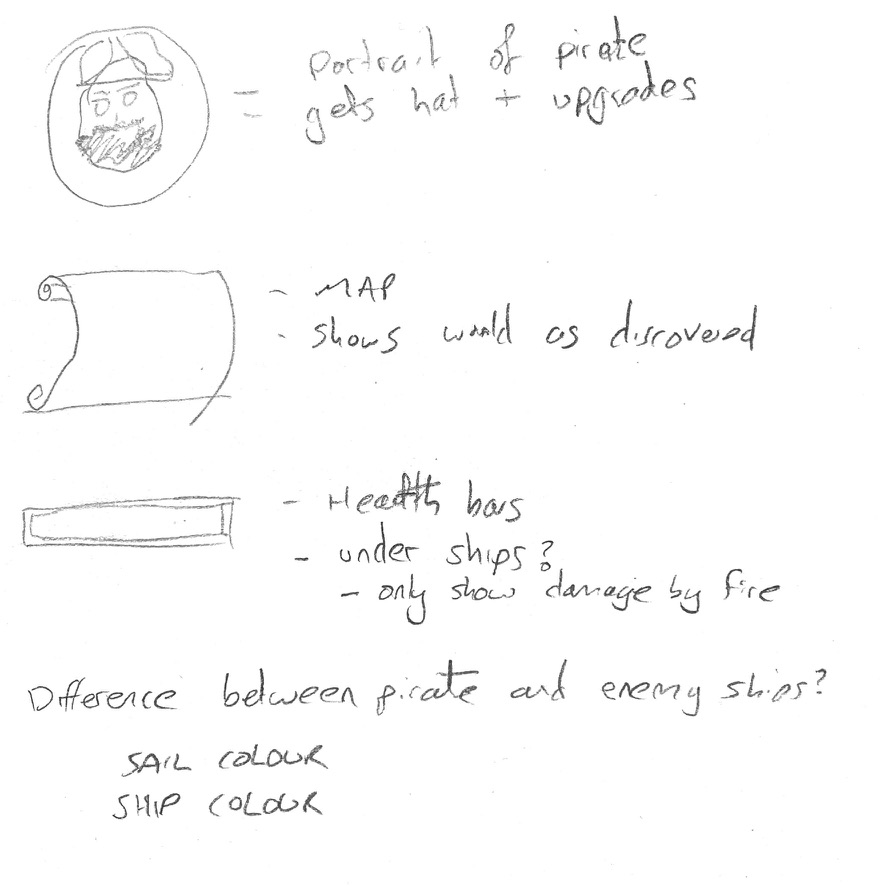 = portrait of pirate
gets hat + upgrades
- MAP
- shows would as discovered
- Health bars
- under ships?
- only show damage by fire
Difference between pirate and enemy ships?
SAIL COLOUR
SHIP COLOUR